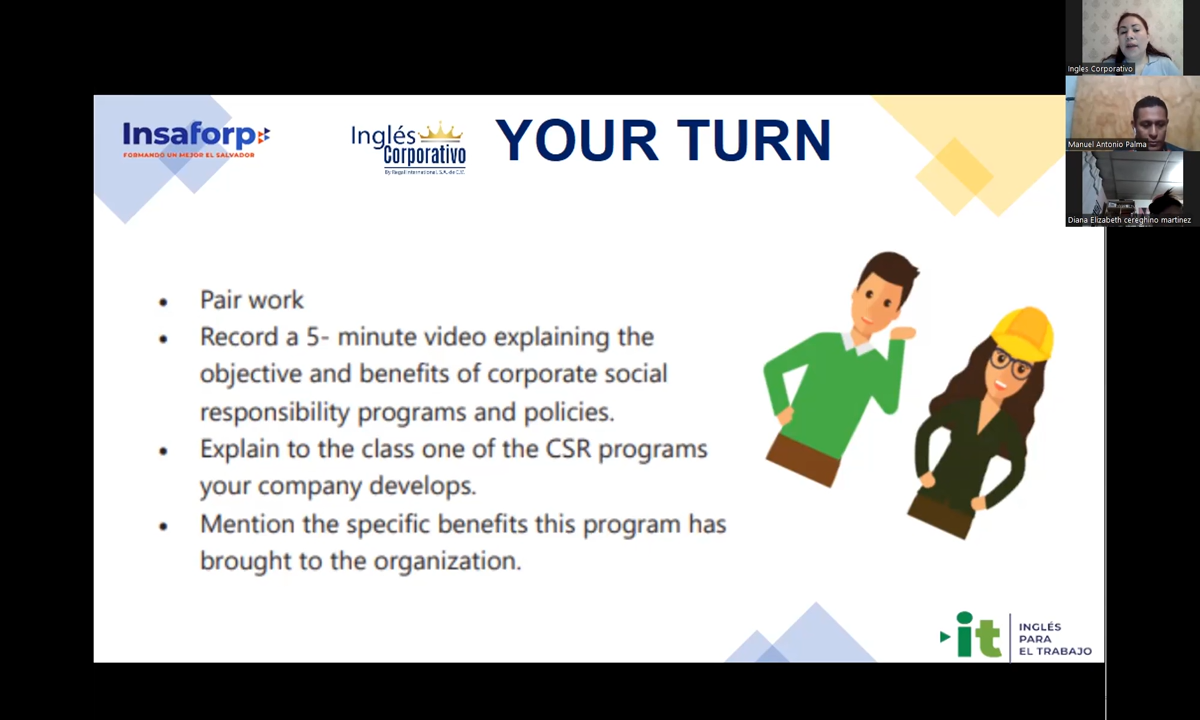 Insaforp
FORMANDO UN MEJOR EL SALVADOR
Inglés
Corporativo
By Regal International, S.A. de C.V.
YOUR TURN
Ingles Corporativo
Manuel Antonio Palma
Diana Elizabeth cereghino martinez
• Pair work
• Record a 5- minute video explaining the
objective and benefits of corporate social
responsibility programs and policies.
• Explain to the class one of the CSR programs
your company develops.
• Mention the specific benefits this program has
brought to the organization.
it
INGLÉS
PARA
EL TRABAJO